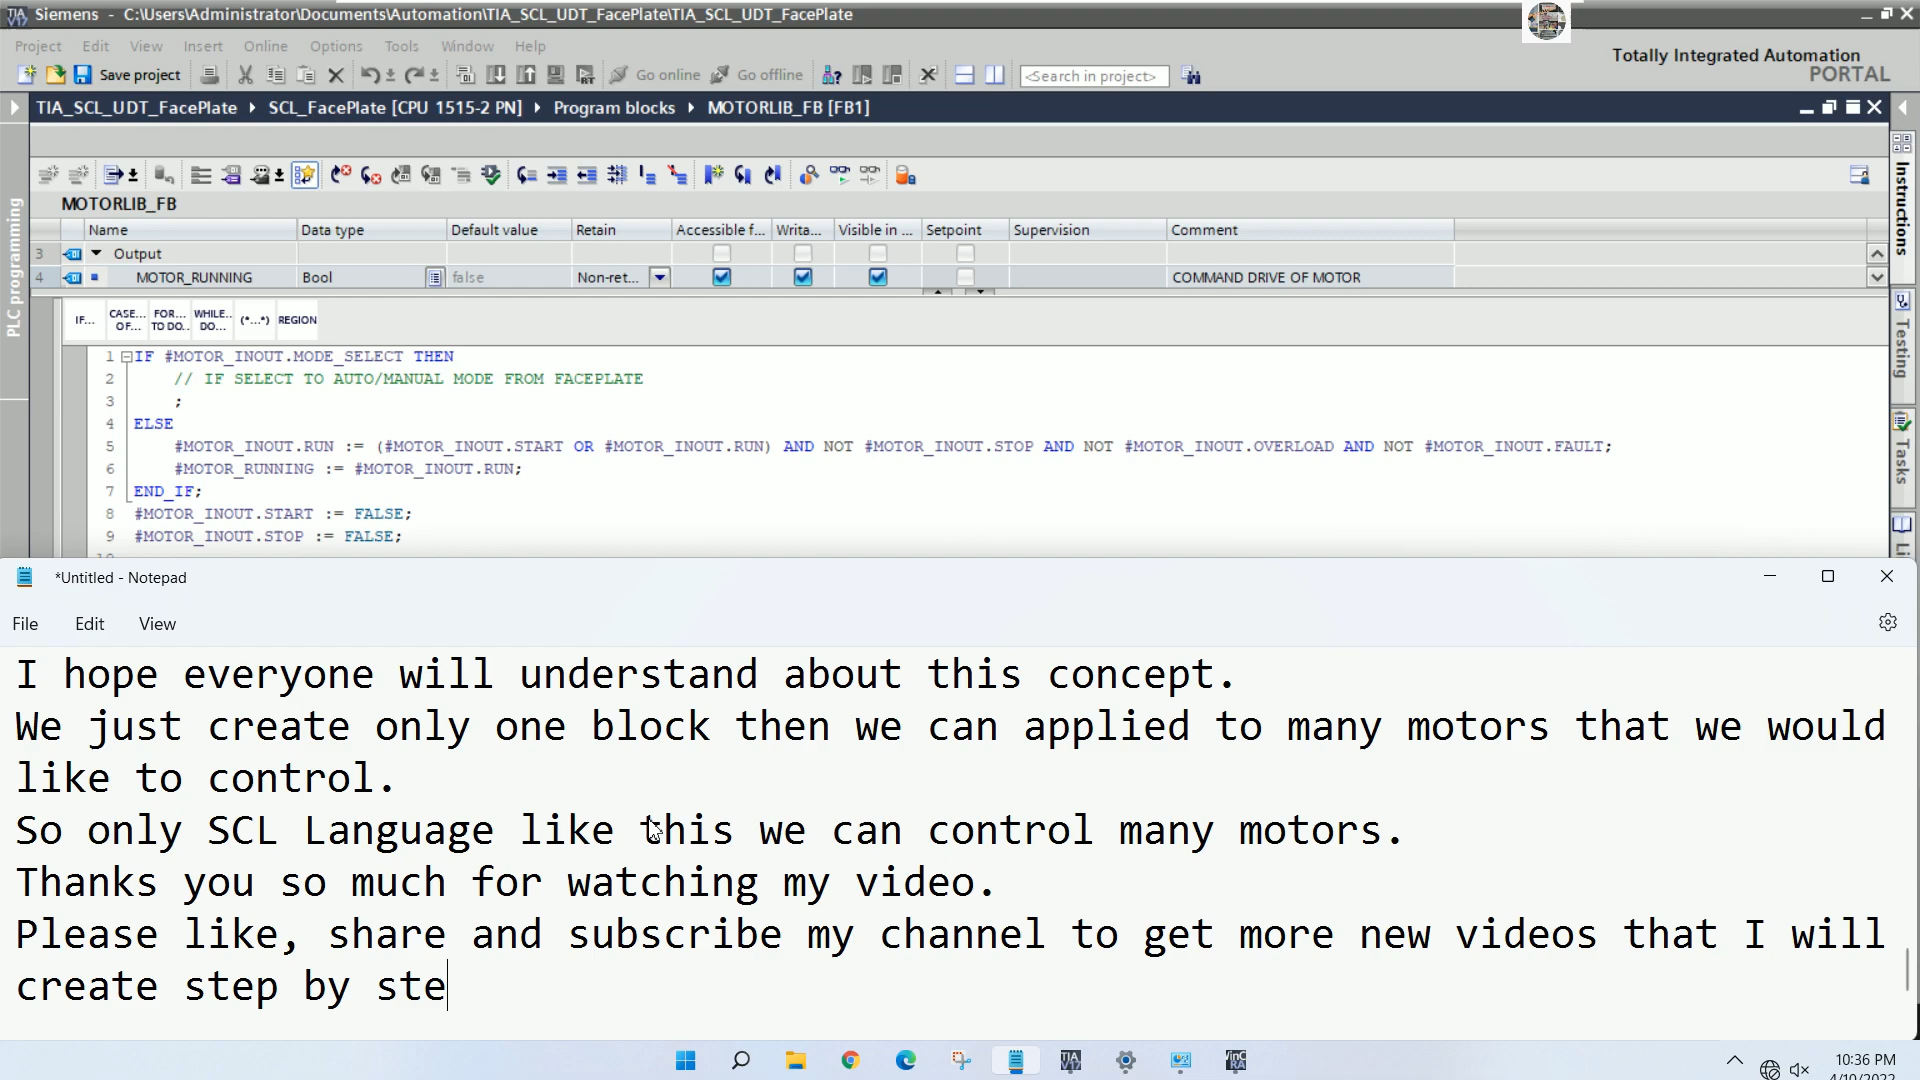 Siemens - C:\Users\Administrator\Documents\Automation\TIA_SCL_UDT_FacePlate\TIA_SCL_UDT_FacePlate
Project Edit View Insert Online Options Tools Window Help
Totally Integrated Automation
PORTAL
Save project Go online Go offline <Search in project>
TIA_SCL_UDT_FacePlate SCL_FacePlate [CPU 1515-2 PN] Program blocks MOTORLIB_FB [FB1]
PLC programming
Instructions
Testing
Tasks
MOTORLIB_FB
Name Data type Default value Retain Accessible f... Writa... Visible in ... Setpoint Supervision Comment
3 Output
4 MOTOR_RUNNING Bool false Non-ret... COMMAND DRIVE OF MOTOR
IF... CASE... OF... FOR... TO DO.. WHILE.. DO... (*...*) REGION
1 IF #MOTOR_INOUT.MODE_SELECT THEN
2 // IF SELECT TO AUTO/MANUAL MODE FROM FACEPLATE
3 ;
4 ELSE
5 #MOTOR_INOUT.RUN := (#MOTOR_INOUT.START OR #MOTOR_INOUT.RUN) AND NOT #MOTOR_INOUT.STOP AND NOT #MOTOR_INOUT.OVERLOAD AND NOT #MOTOR_INOUT.FAULT;
6 #MOTOR_RUNNING := #MOTOR_INOUT.RUN;
7 END_IF;
8 #MOTOR_INOUT.START := FALSE;
9 #MOTOR_INOUT.STOP := FALSE;
*Untitled - Notepad
File Edit View
I hope everyone will understand about this concept.
We just create only one block then we can applied to many motors that we would
like to control.
So only SCL Language like this we can control many motors.
Thanks you so much for watching my video.
Please like, share and subscribe my channel to get more new videos that I will
create step by ste
10:36 PM
4/10/2022